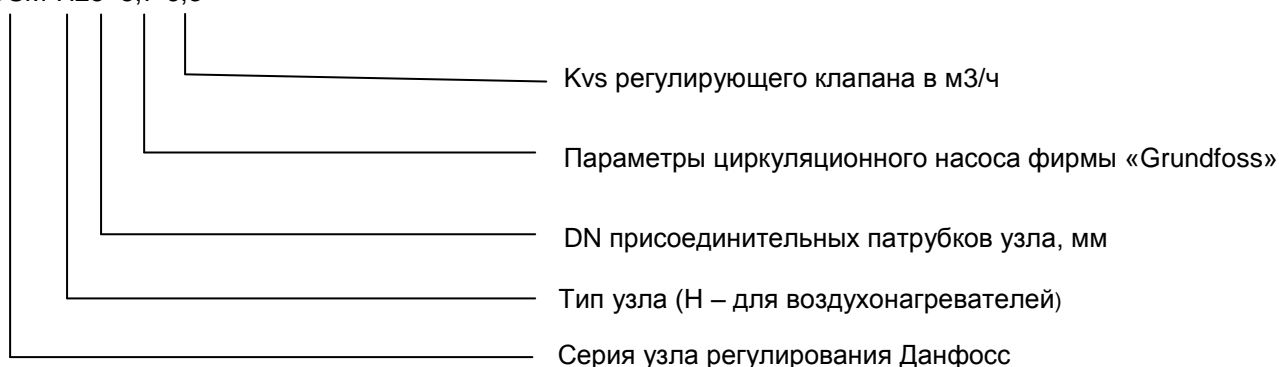 Kvs регулирующего клапана в м3/ч
Параметры циркуляционного насоса фирмы «Grundfoss»
DN присоединительных патрубков узла, мм
Тип узла (Н – для воздухонагревателей)
Серия узла регулирования Данфосс